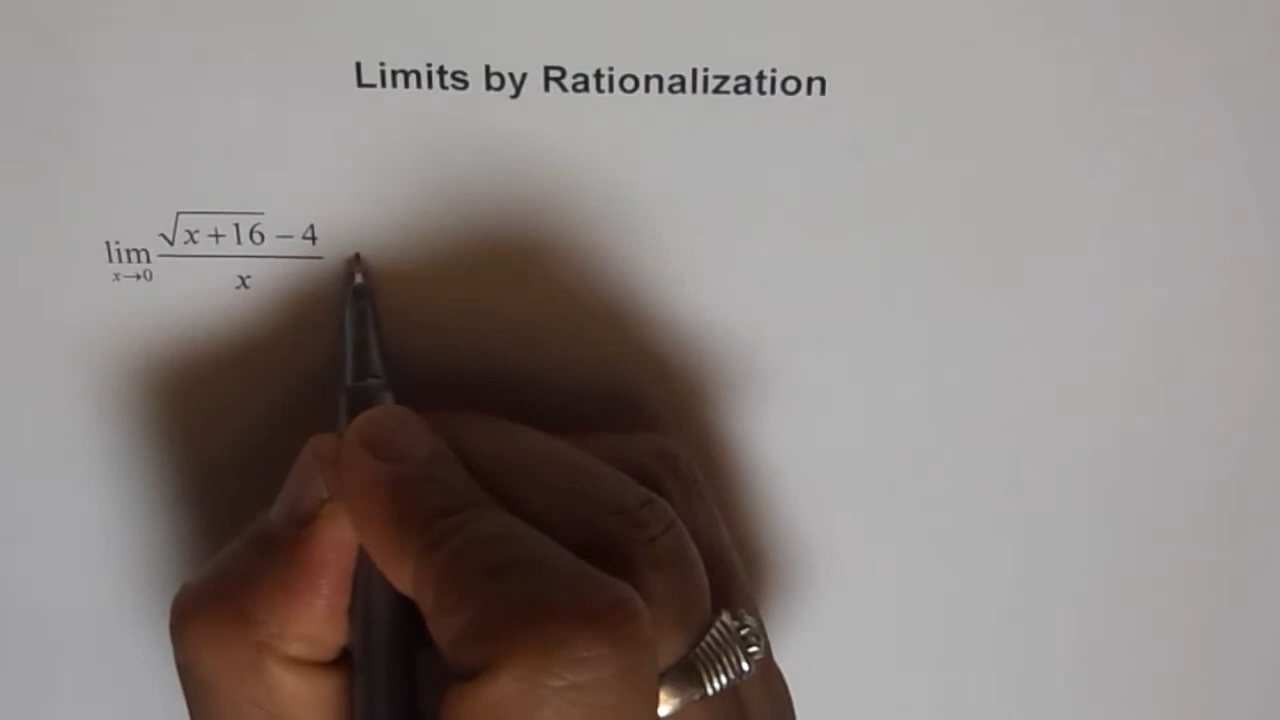 Limits by Rationalization
lim x→0 √(x+16) − 4 / x